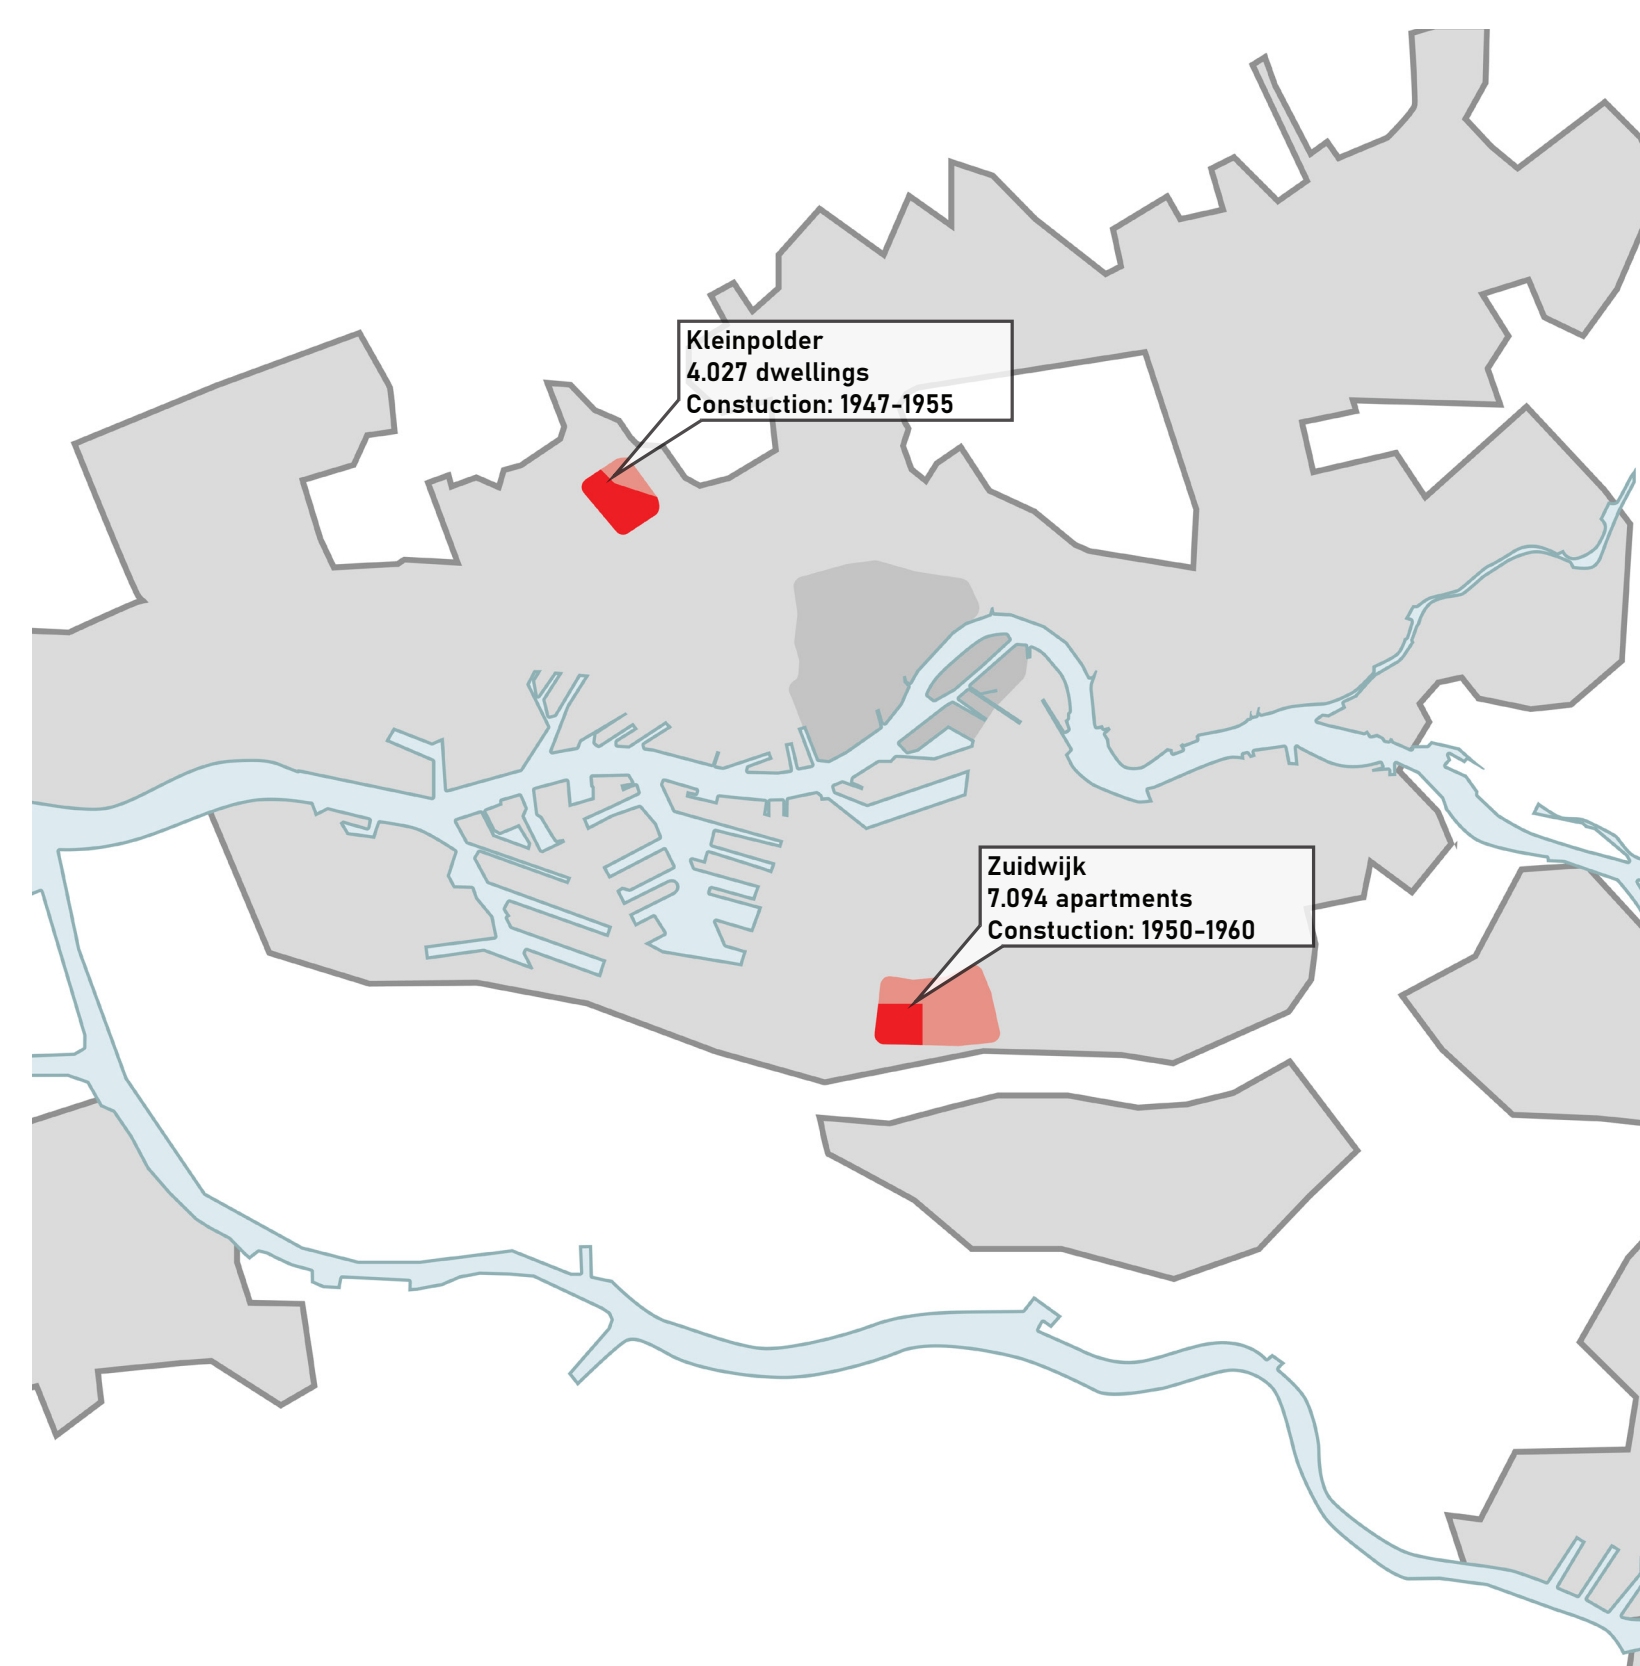 Kleinpolder
4.027 dwellings
Constuction: 1947-1955
Zuidwijk
7.094 apartments
Constuction: 1950-1960